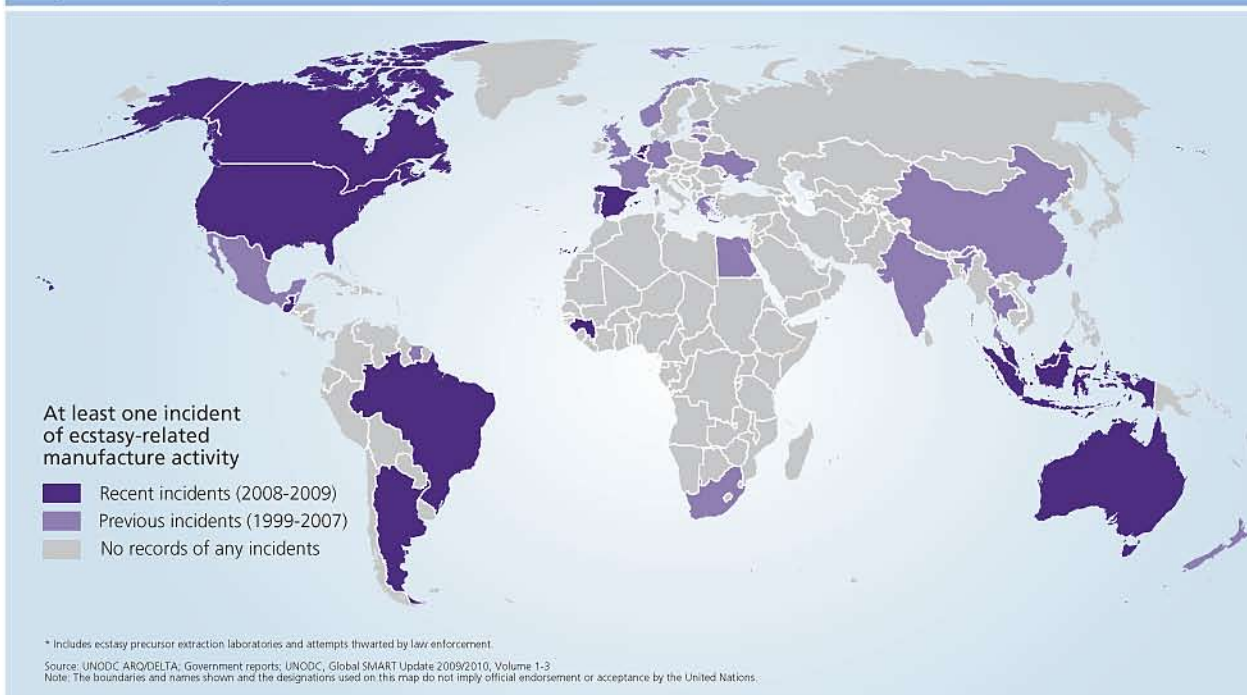 At least one incident
of ecstasy-related
manufacture activity
Recent incidents (2008-2009)
Previous incidents (1999-2007)
No records of any incidents
* Includes ecstasy precursor extraction laboratories and attempts thwarted by law enforcement.
Source: UNODC ARQ/DELTA; Government reports; UNODC, Global SMART Update 2009/2010, Volume 1-3
Note: The boundaries and names shown and the designations used on this map do not imply official endorsement or acceptance by the United Nations.